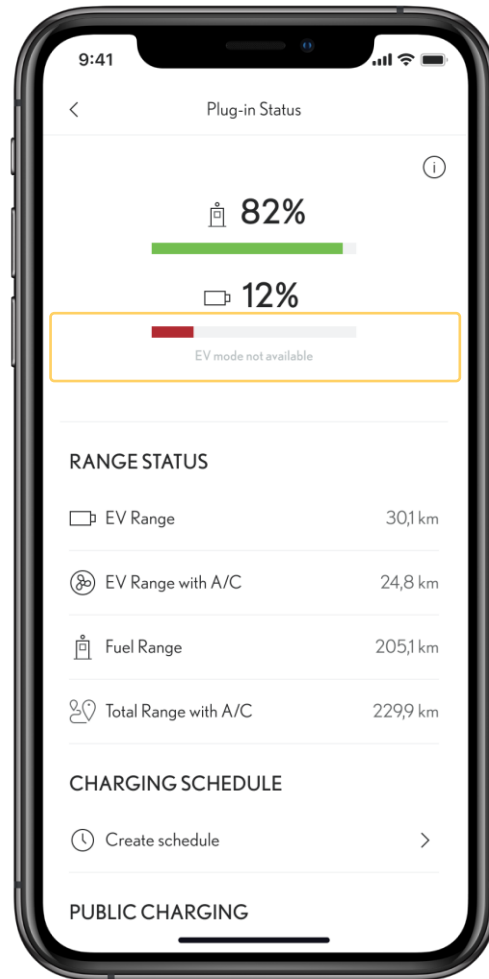 9:41
Plug-in Status
82%
12%
EV mode not available
RANGE STATUS
EV Range 30,1 km
EV Range with A/C 24,8 km
Fuel Range 205,1 km
Total Range with A/C 229,9 km
CHARGING SCHEDULE
Create schedule
PUBLIC CHARGING